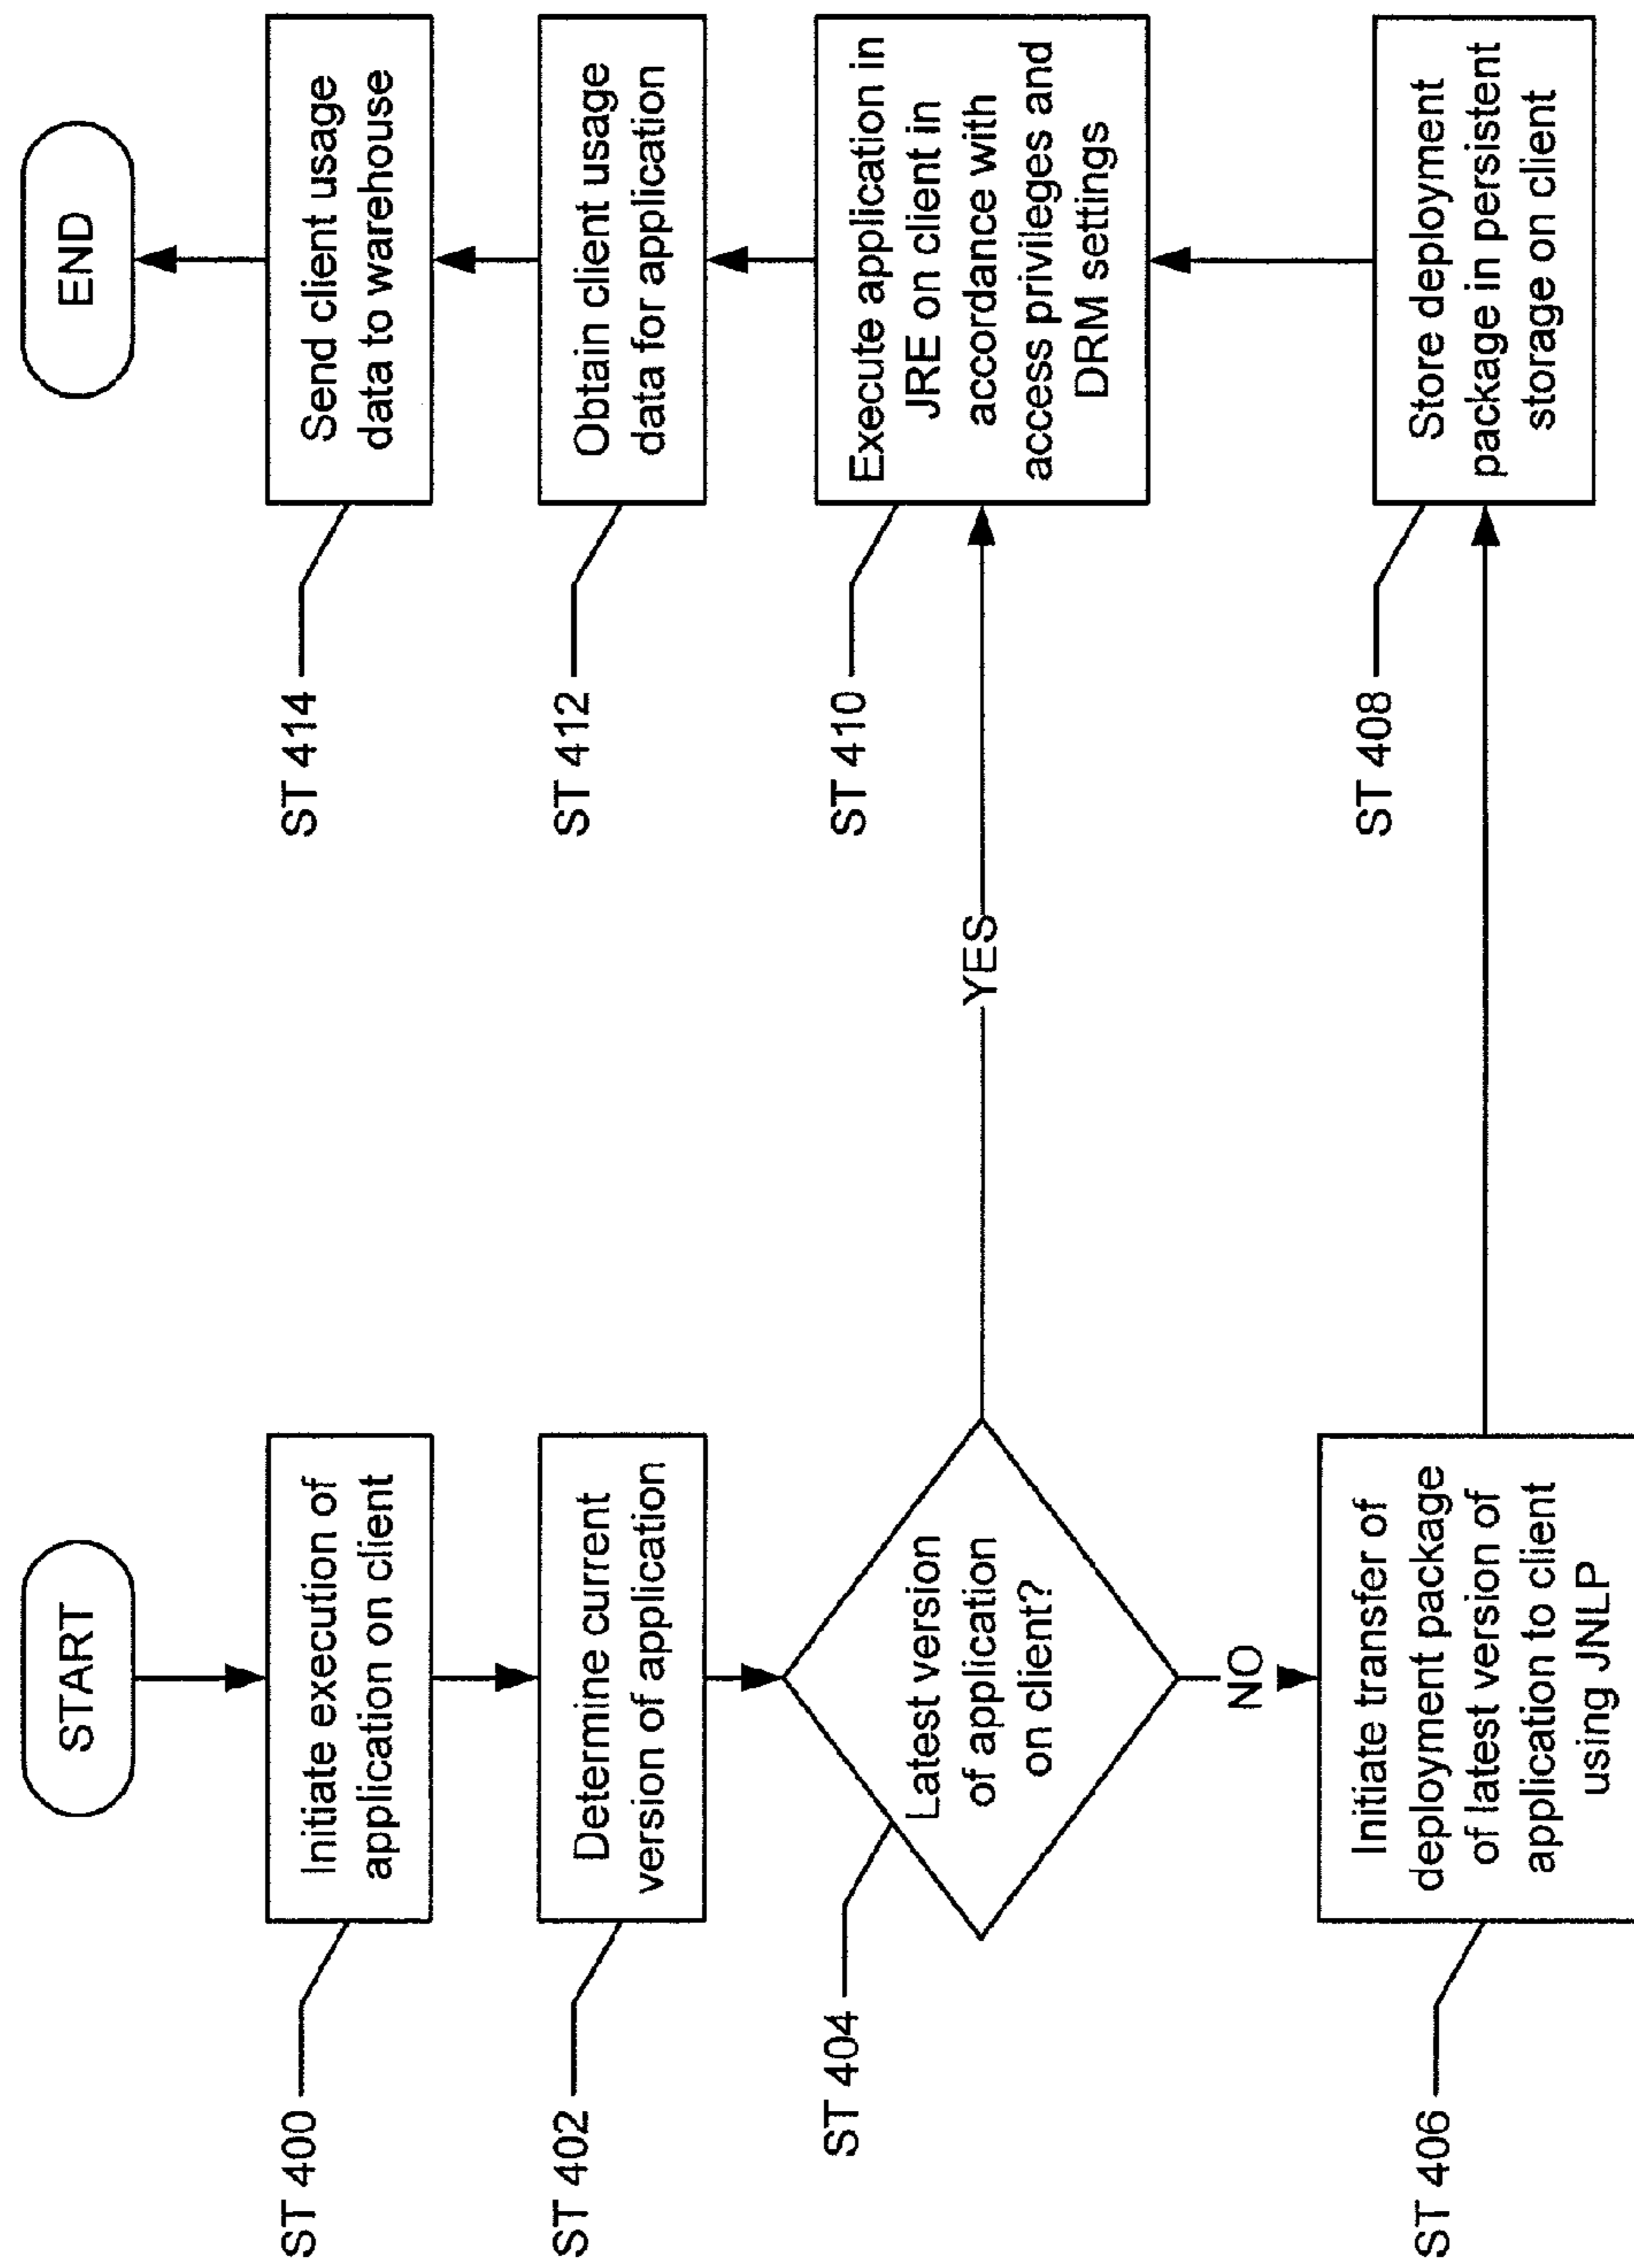 START
ST 400
Initiate execution of
application on client
ST 402
Determine current
version of application
ST 404
Latest version
of application
on client?
YES
NO
ST 406
Initiate transfer of
deployment package
of latest version of
application to client
using JNLP
ST 408
Store deployment
package in persistent
storage on client
ST 410
Execute application in
JRE on client in
accordance with
access privileges and
DRM settings
ST 412
Obtain client usage
data for application
ST 414
Send client usage
data to warehouse
END